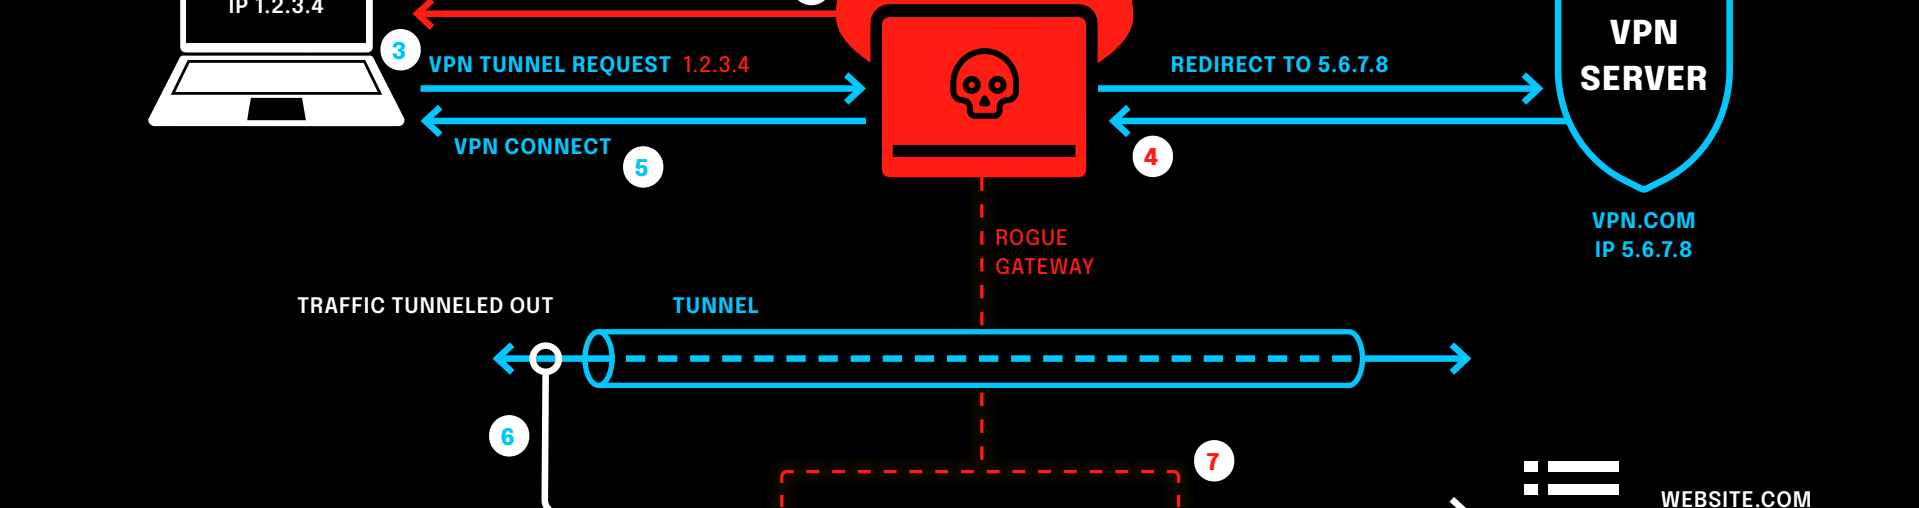 IP 1.2.3.4
VPN
SERVER
3
VPN TUNNEL REQUEST 1.2.3.4
REDIRECT TO 5.6.7.8
VPN CONNECT
5
4
VPN.COM
IP 5.6.7.8
ROGUE
GATEWAY
TRAFFIC TUNNELED OUT
TUNNEL
6
7
WEBSITE.COM